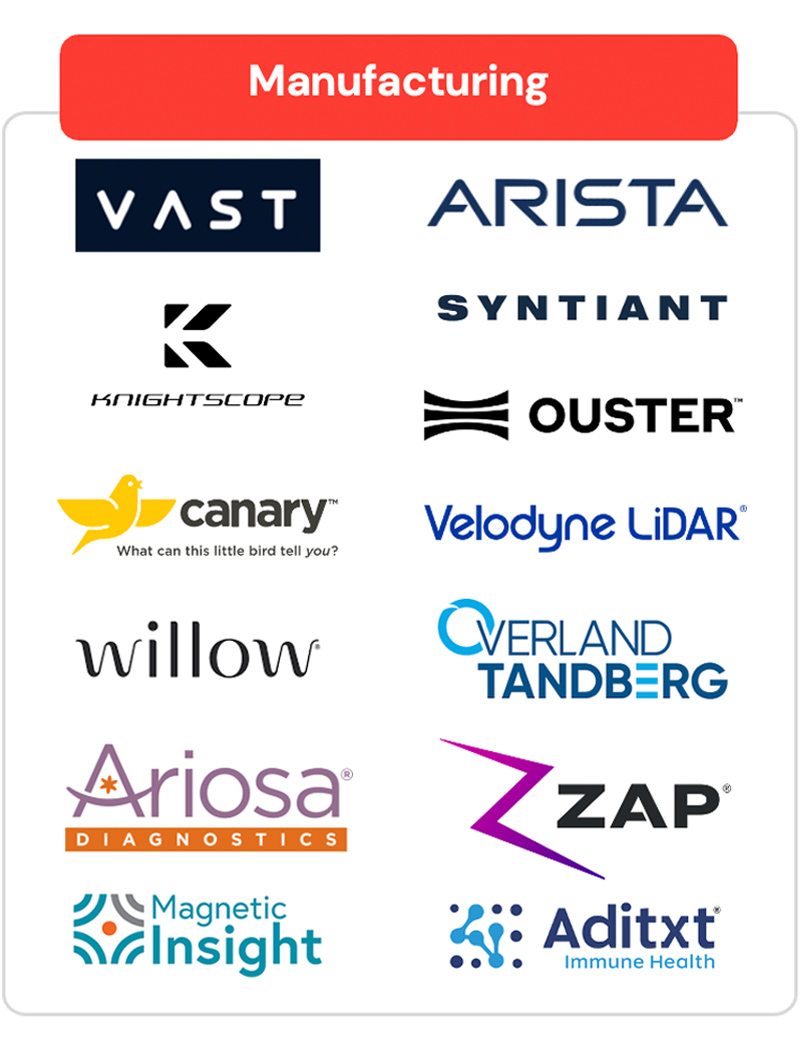 Manufacturing
VAST
ARISTA
KNIGHTSCOPE
SYNTIANT
OUSTER™
canary™
What can this little bird tell you?
Velodyne LiDAR®
willow®
OVERLAND
TANDBERG
Ariosa®
DIAGNOSTICS
ZAP®
Magnetic
Insight
Aditxt®
Immune Health